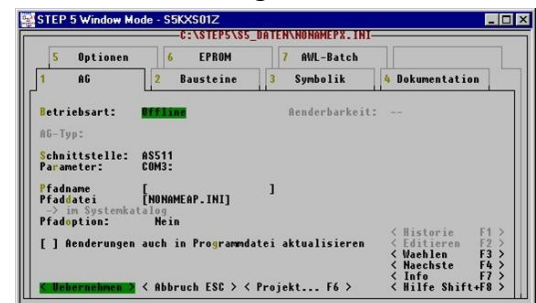 STEP 5 Window Mode - S5KXS01Z
C:\STEP5\S5_DATEN\NONAMEPX.INI
5 Optionen 6 EPROM 7 AWL-Batch
1 AG 2 Bausteine 3 Symbolik 4 Dokumentation
Betriebsart: Offline Aenderbarkeit: --
AG-Typ:
Schnittstelle: AS511
Parameter: COM3:
Pfadname [ ]
Pfaddatei [NONAMEAP.INI]
-> im Systemkatalog
Pfadoption: Nein
[ ] Aenderungen auch in Programmdatei aktualisieren
< Historie F1 >
< Editieren F2 >
< Waehlen F3 >
< Naechste F4 >
< Info F7 >
< Hilfe Shift+F8 >
< Uebernehmen > < Abbruch ESC > < Projekt... F6 >